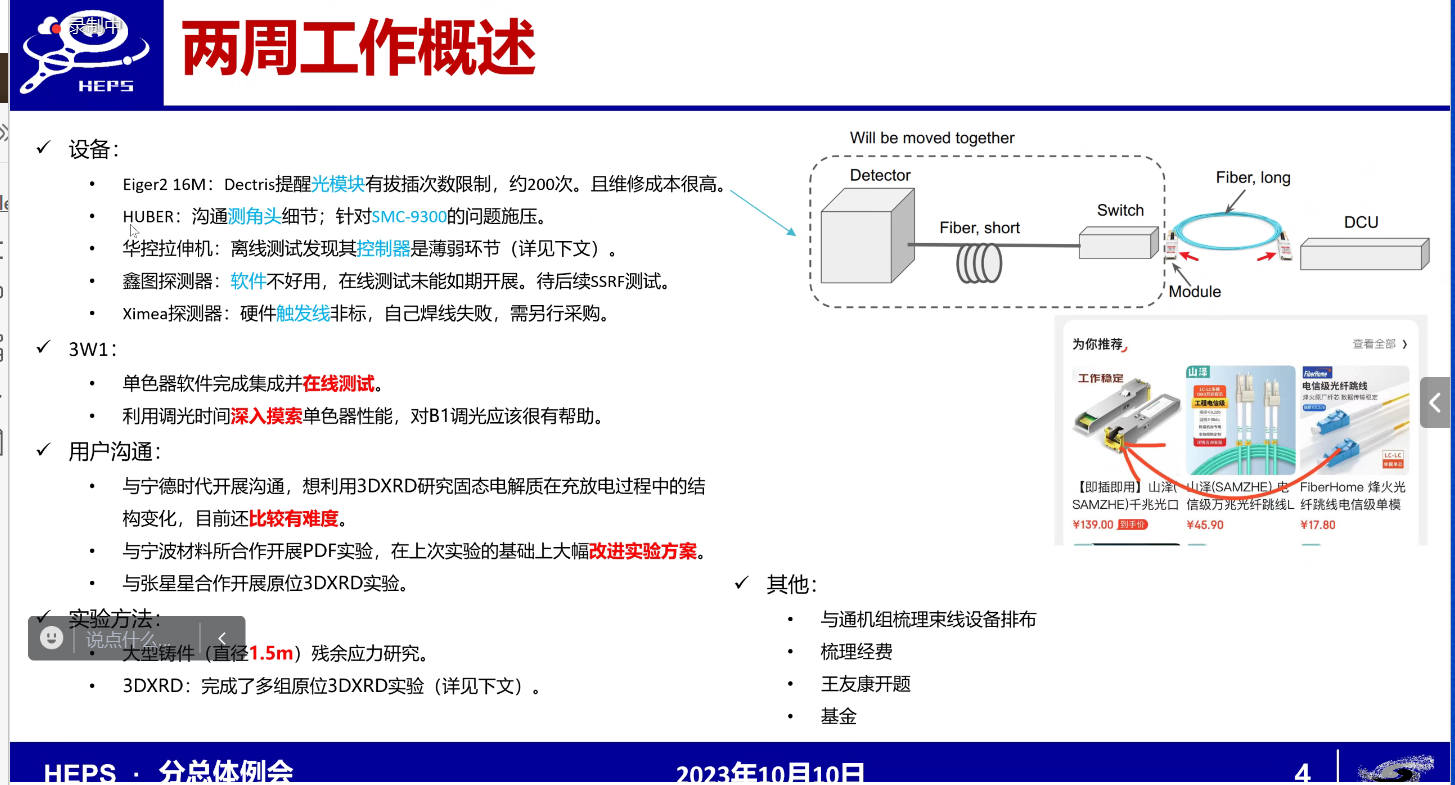 录制中
HEPS
两周工作概述
✓ 设备：
• Eiger2 16M：Dectris提醒光模块有拔插次数限制，约200次。且维修成本很高。
• HUBER：沟通测角头细节；针对SMC-9300的问题施压。
• 华控拉伸机：离线测试发现其控制器是薄弱环节（详见下文）。
• 鑫图探测器：软件不好用，在线测试未能如期开展。待后续SSRF测试。
• Ximea探测器：硬件触发线非标，自己焊线失败，需另行采购。
✓ 3W1：
• 单色器软件完成集成并在线测试。
• 利用调光时间深入摸索单色器性能，对B1调光应该很有帮助。
✓ 用户沟通：
• 与宁德时代开展沟通，想利用3DXRD研究固态电解质在充放电过程中的结
构变化，目前还比较有难度。
• 与宁波材料所合作开展PDF实验，在上次实验的基础上大幅改进实验方案。
• 与张星星合作开展原位3DXRD实验。
✓ 实验方法：
说点什么...
• 大型铸件（直径1.5m）残余应力研究。
• 3DXRD：完成了多组原位3DXRD实验（详见下文）。
Will be moved together
Detector
Fiber, short
Switch
Fiber, long
DCU
Module
为你推荐
查看全部
工作稳定
山泽
工程电信级
LC-LC
FiberHome
电信级光纤跳线
【即插即用】山泽(
SAMZHE)千兆光口
¥139.00 到手价
山泽(SAMZHE) 电
信级万兆光纤跳线L
¥45.90
FiberHome 烽火光
纤跳线电信级单模
¥17.80
✓ 其他：
• 与通机组梳理束线设备排布
• 梳理经费
• 王友康开题
• 基金
HEPS · 分总体例会
2023年10月10日
4